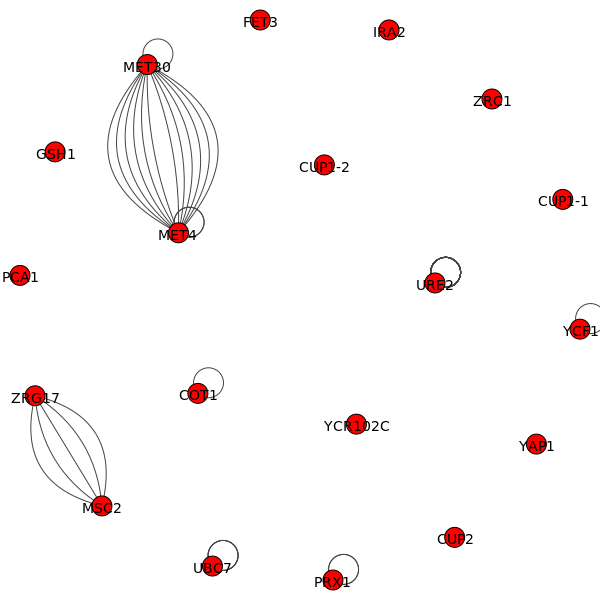 FET3
IRA2
MET30
ZRC1
GSH1
CUP1-2
CUP1-1
MET4
PCA1
URE2
YCF1
ZRG17
COT1
YCR102C
YAP1
MSC2
CUP2
UBC7
PRX1